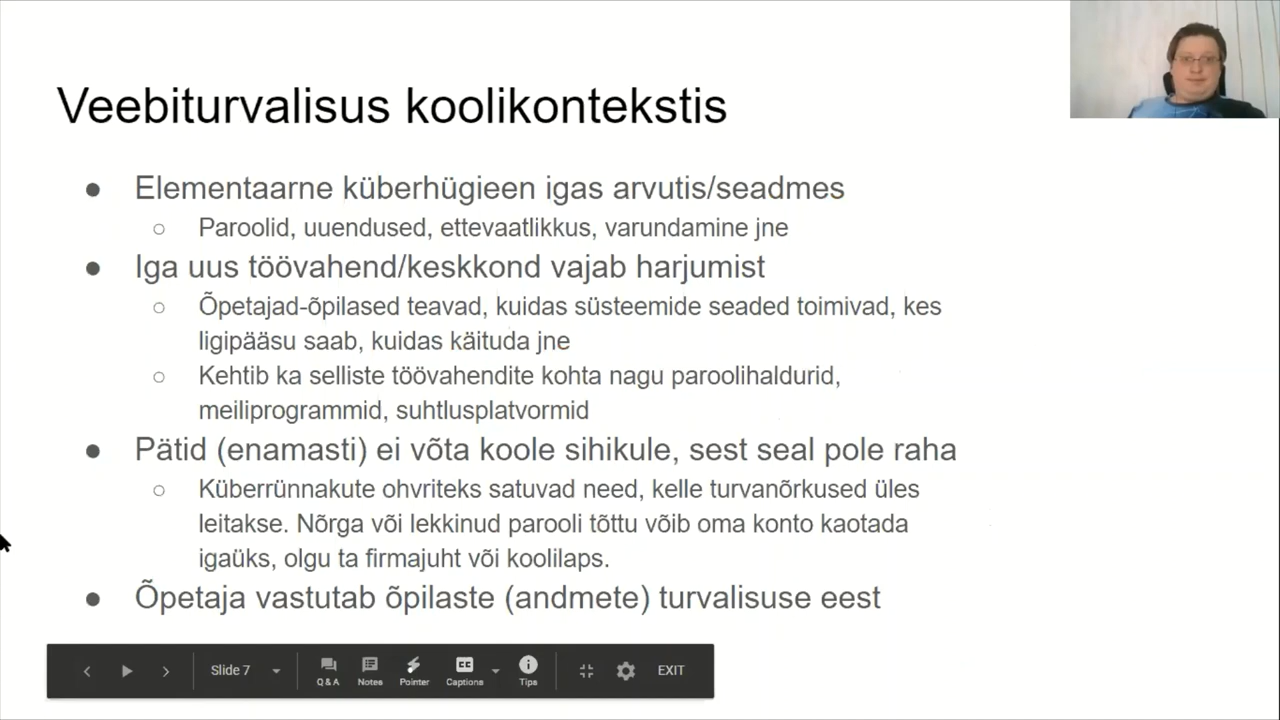 Veebiturvalisus koolikontekstis
● Elementaarne küberhügieen igas arvutis/seadmes
○ Paroolid, uuendused, ettevaatlikkus, varundamine jne
● Iga uus töövahend/keskkond vajab harjumist
○ Õpetajad-õpilased teavad, kuidas süsteemide seaded toimivad, kes
ligipääsu saab, kuidas käituda jne
○ Kehtib ka selliste töövahendite kohta nagu paroolihaldurid,
meiliprogrammid, suhtlusplatvormid
● Pätid (enamasti) ei võta koole sihikule, sest seal pole raha
○ Küberrünnakute ohvriteks satuvad need, kelle turvanõrkused üles
leitakse. Nõrga või lekkinud parooli tõttu võib oma konto kaotada
igaüks, olgu ta firmajuht või koolilaps.
● Õpetaja vastutab õpilaste (andmete) turvalisuse eest
Slide 7 Q & A Notes Pointer CC Captions Tips EXIT